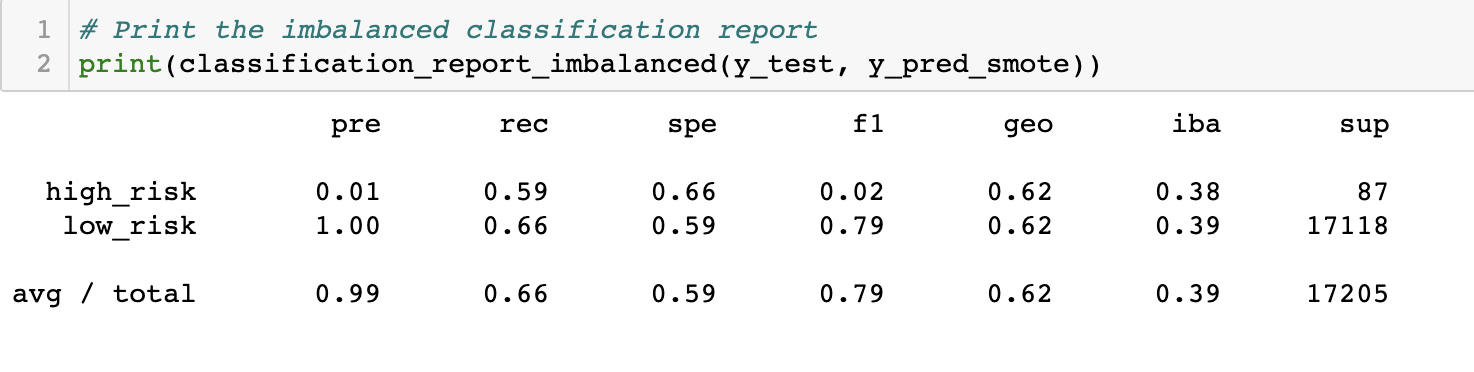 1 # Print the imbalanced classification report
2 print(classification_report_imbalanced(y_test, y_pred_smote))
pre rec spe f1 geo iba sup
high_risk 0.01 0.59 0.66 0.02 0.62 0.38 87
low_risk 1.00 0.66 0.59 0.79 0.62 0.39 17118
avg / total 0.99 0.66 0.59 0.79 0.62 0.39 17205